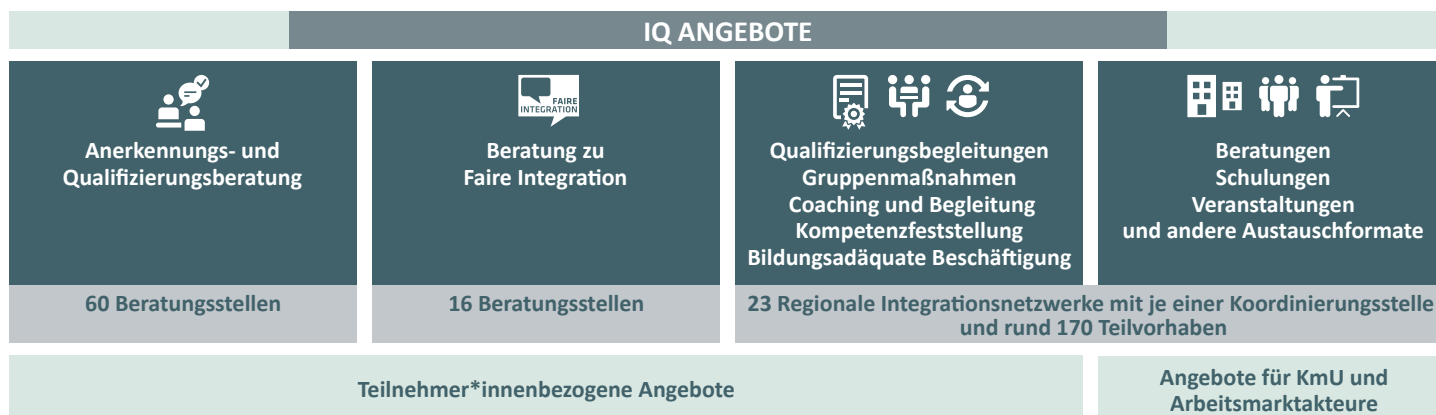 IQ ANGEBOTE
Anerkennungs- und
Qualifizierungsberatung
60 Beratungsstellen
FAIRE
INTEGRATION
Beratung zu
Faire Integration
16 Beratungsstellen
Qualifizierungsbegleitungen
Gruppenmaßnahmen
Coaching und Begleitung
Kompetenzfeststellung
Bildungsadäquate Beschäftigung
Beratungen
Schulungen
Veranstaltungen
und andere Austauschformate
23 Regionale Integrationsnetzwerke mit je einer Koordinierungsstelle
und rund 170 Teilvorhaben
Teilnehmer*innenbezogene Angebote
Angebote für KmU und
Arbeitsmarktakteure